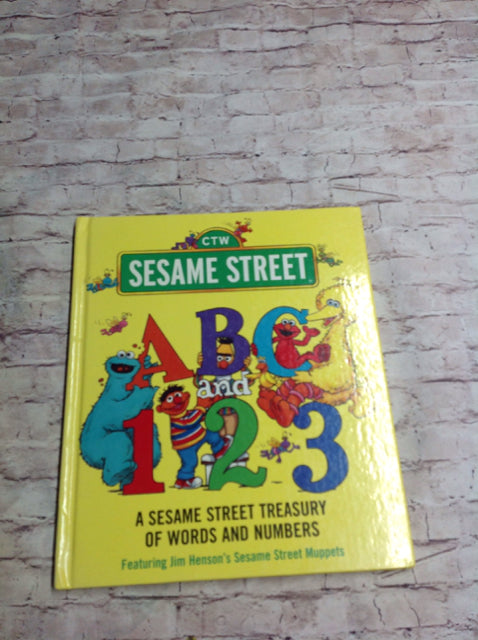 CTW
SESAME STREET
ABC
and
123
A SESAME STREET TREASURY
OF WORDS AND NUMBERS
Featuring Jim Henson's Sesame Street Muppets